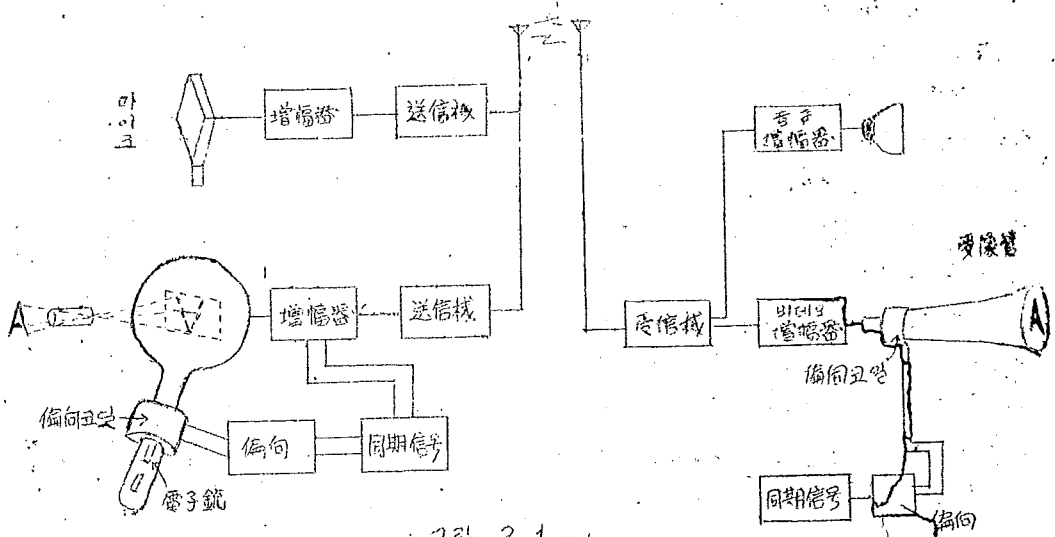 마이크
增幅器
送信機
音声
增幅器
受像管
A
增幅器
送信機
受信機
비디오
增幅器
A
偏向코일
偏向코일
偏向
同期信号
電子銃
同期信号
偏向
그림 2.1